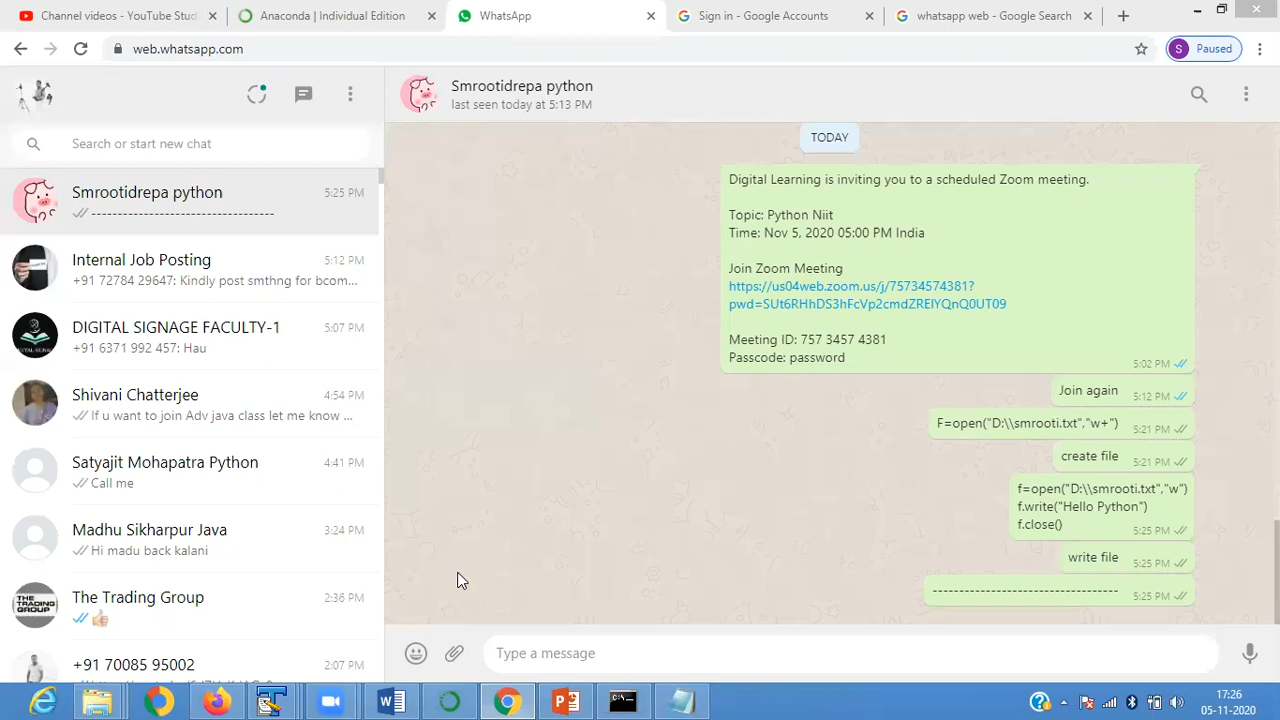 Channel videos - YouTube Stud
Anaconda | Individual Edition
WhatsApp
Sign in - Google Accounts
whatsapp web - Google Search
web.whatsapp.com
S
Paused
Smrootidrepa python
last seen today at 5:13 PM
Search or start new chat
Smrootidrepa python
5:25 PM
-----------------------------------
Internal Job Posting
5:12 PM
+91 72784 29647: Kindly post smthng for bcom...
DIGITAL SIGNAGE FACULTY-1
5:07 PM
+91 6371 992 457: Hau
Shivani Chatterjee
4:54 PM
If u want to join Adv java class let me know ...
Satyajit Mohapatra Python
4:41 PM
Call me
Madhu Sikharpur Java
3:24 PM
Hi madu back kalani
THE TRADING GROUP
The Trading Group
2:36 PM
+91 70085 95002
2:07 PM
TODAY
Digital Learning is inviting you to a scheduled Zoom meeting.
Topic: Python Niit
Time: Nov 5, 2020 05:00 PM India
Join Zoom Meeting
https://us04web.zoom.us/j/75734574381?
pwd=SUt6RHhDS3hFcVp2cmdZRElYQnQ0UT09
Meeting ID: 757 3457 4381
Passcode: password
5:02 PM
Join again
5:12 PM
F=open("D:\\smrooti.txt","w+")
5:21 PM
create file
5:21 PM
f=open("D:\\smrooti.txt","w")
f.write("Hello Python")
f.close()
5:25 PM
write file
5:25 PM
-----------------------------------
5:25 PM
Type a message
17:26
05-11-2020